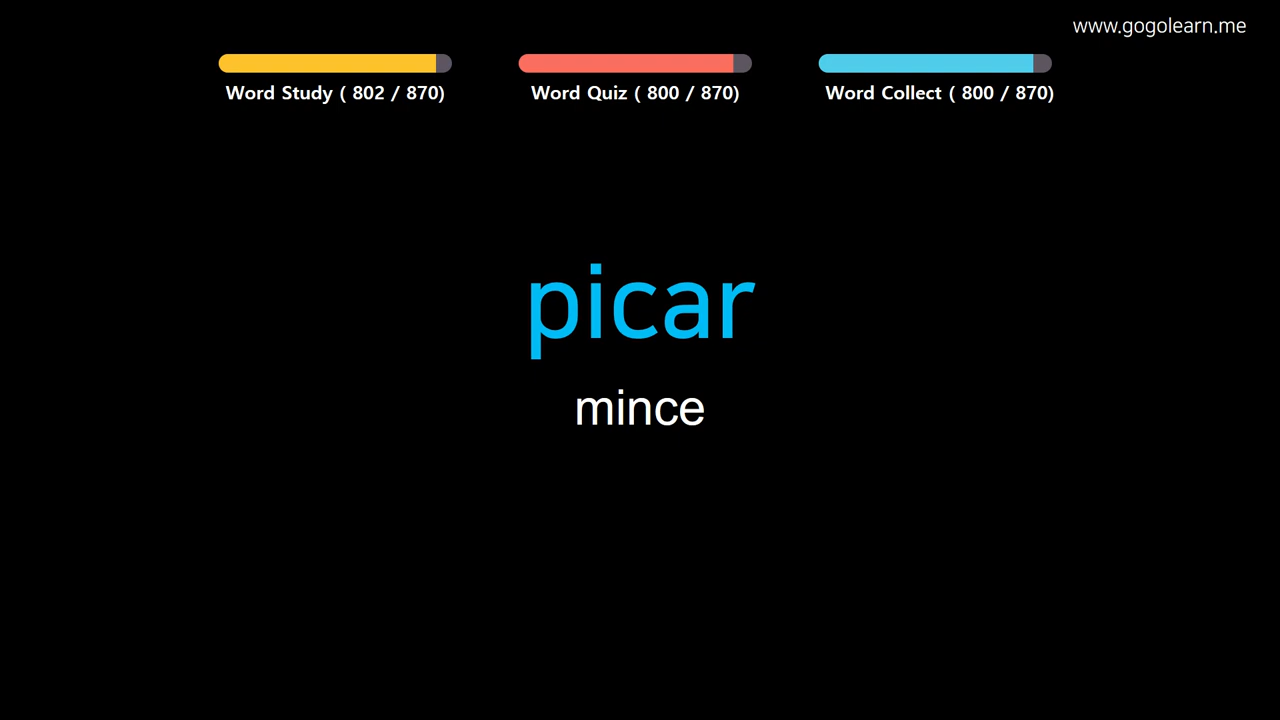 www.gogolearn.me
Word Study ( 802 / 870)
Word Quiz ( 800 / 870)
Word Collect ( 800 / 870)
picar
mince